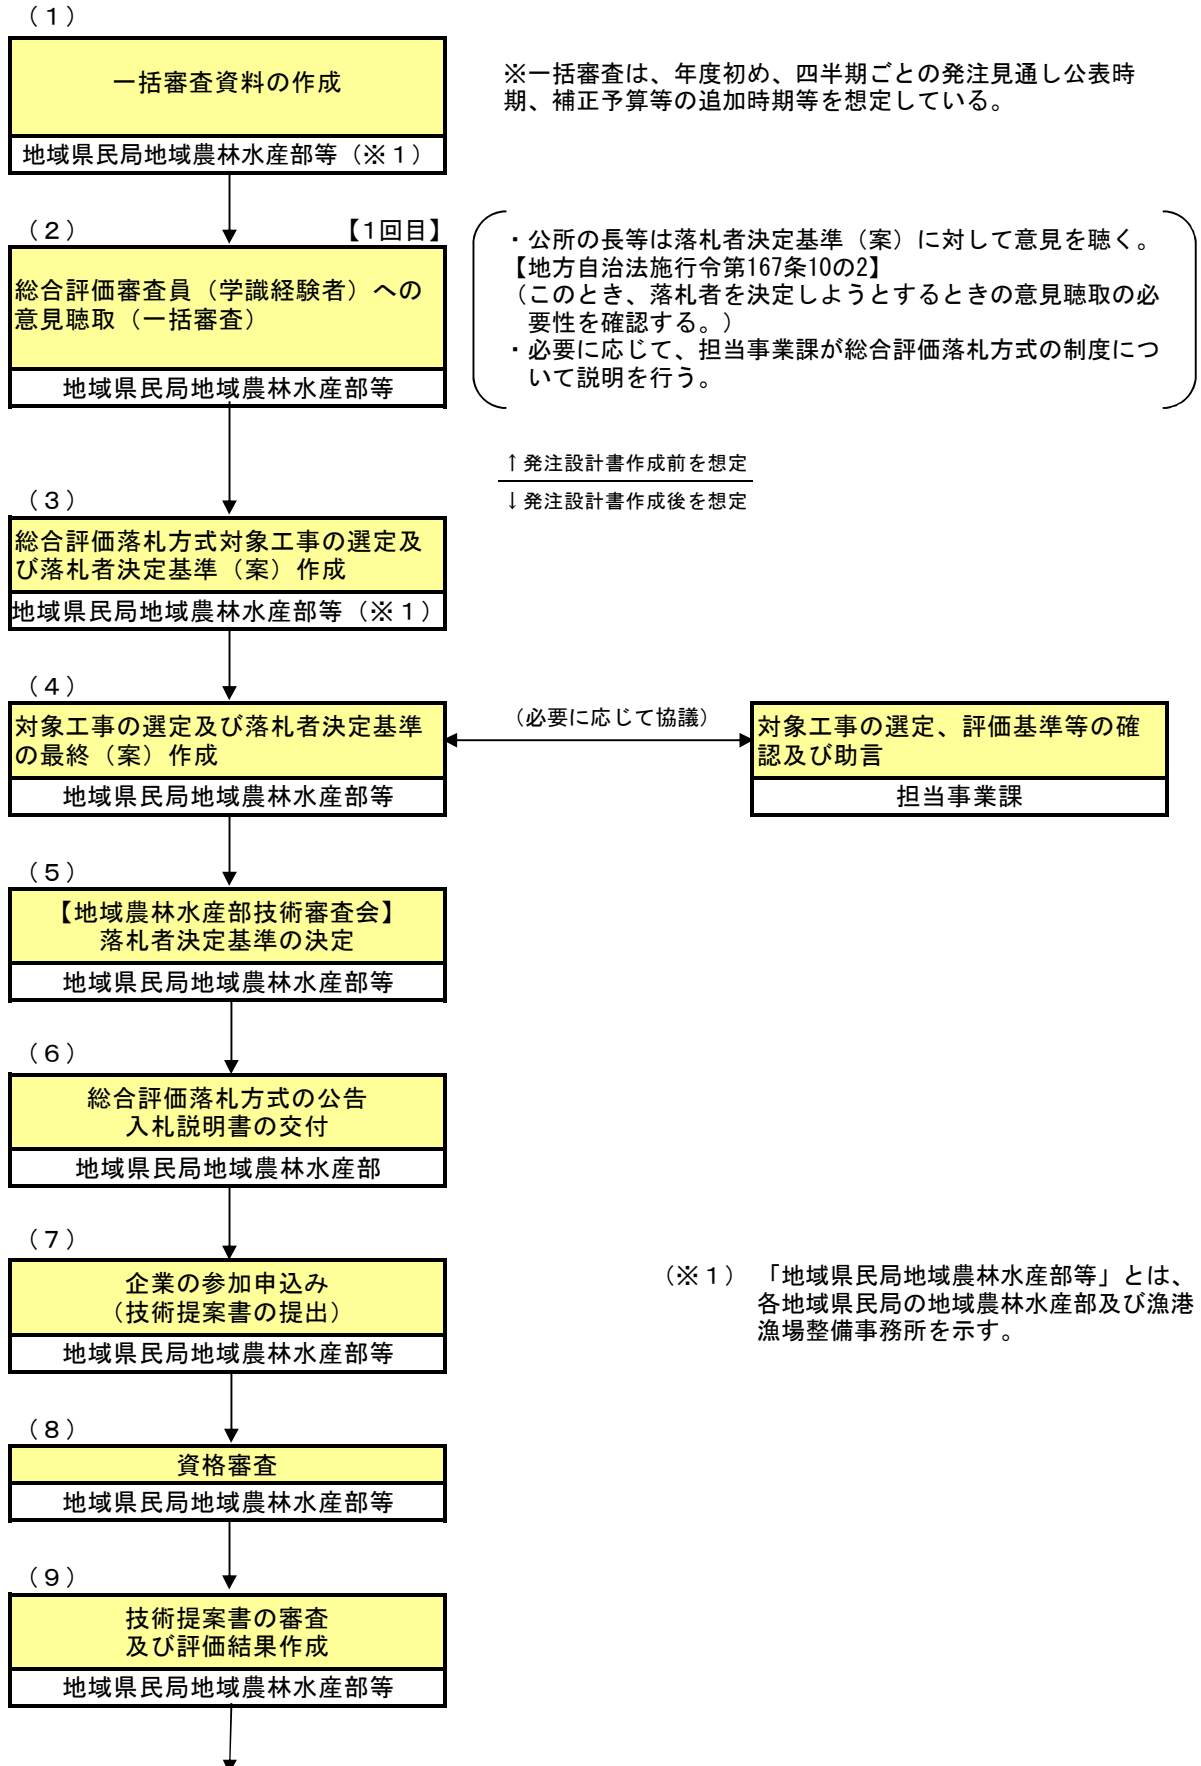 （１）
一括審査資料の作成
地域県民局地域農林水産部等（※１）
※一括審査は、年度初め、四半期ごとの発注見通し公表時
期、補正予算等の追加時期等を想定している。
（２）
【1回目】
総合評価審査員（学識経験者）への
意見聴取（一括審査）
地域県民局地域農林水産部等
・公所の長等は落札者決定基準（案）に対して意見を聴く。
【地方自治法施行令第167条10の2】
（このとき、落札者を決定しようとするときの意見聴取の必
要性を確認する。）
・必要に応じて、担当事業課が総合評価落札方式の制度につ
いて説明を行う。
↑発注設計書作成前を想定
↓発注設計書作成後を想定
（３）
総合評価落札方式対象工事の選定及
び落札者決定基準（案）作成
地域県民局地域農林水産部等（※１）
（４）
対象工事の選定及び落札者決定基準
の最終（案）作成
地域県民局地域農林水産部等
（必要に応じて協議）
対象工事の選定、評価基準等の確
認及び助言
担当事業課
（５）
【地域農林水産部技術審査会】
落札者決定基準の決定
地域県民局地域農林水産部等
（６）
総合評価落札方式の公告
入札説明書の交付
地域県民局地域農林水産部
（７）
企業の参加申込み
（技術提案書の提出）
地域県民局地域農林水産部等
（※１）　「地域県民局地域農林水産部等」とは、
各地域県民局の地域農林水産部及び漁港
漁場整備事務所を示す。
（８）
資格審査
地域県民局地域農林水産部等
（９）
技術提案書の審査
及び評価結果作成
地域県民局地域農林水産部等